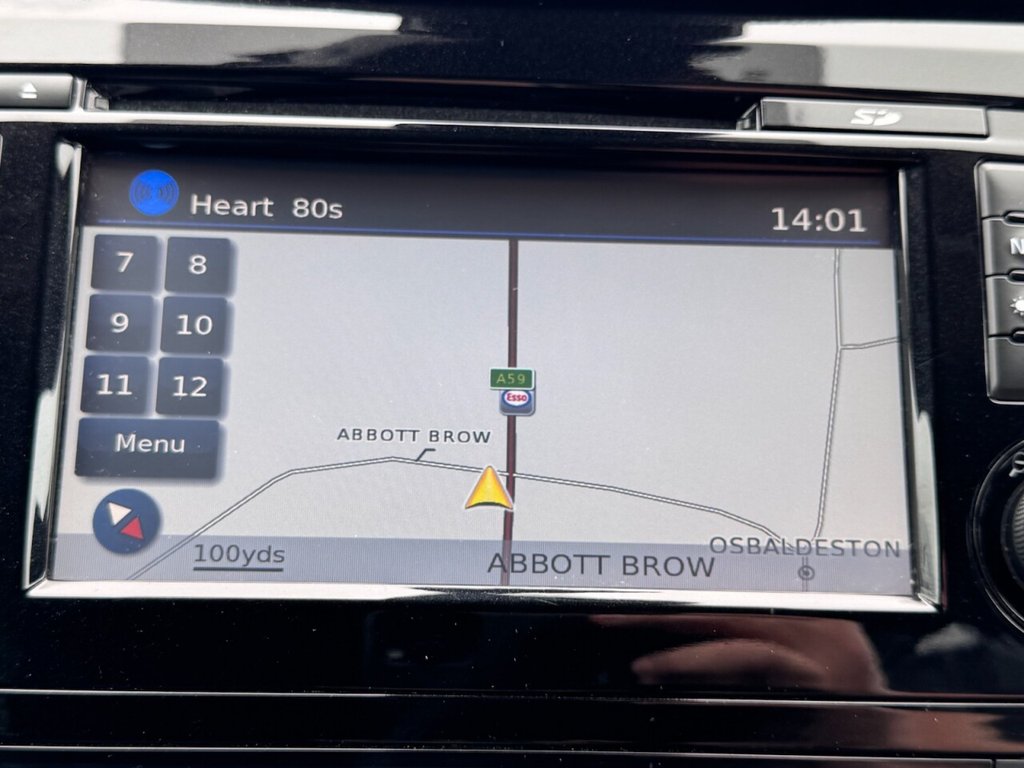 SD
Heart 80s
14:01
7
8
9
10
11
12
Menu
A59
Esso
ABBOTT BROW
100yds
ABBOTT BROW
OSBALDESTON
N